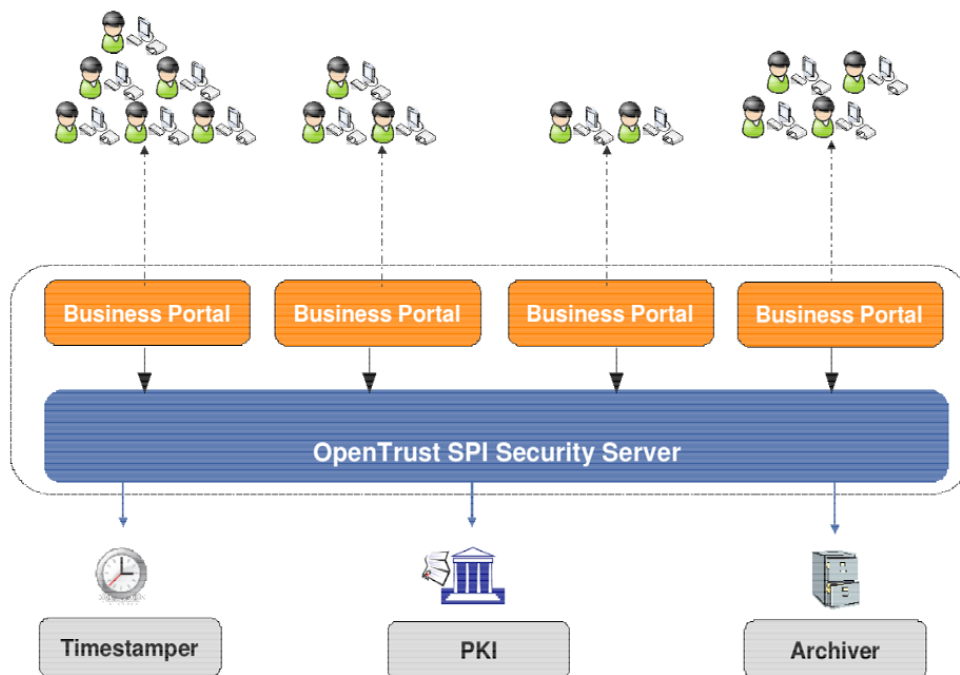 Business Portal
Business Portal
Business Portal
Business Portal
OpenTrust SPI Security Server
Timestamper
PKI
Archiver